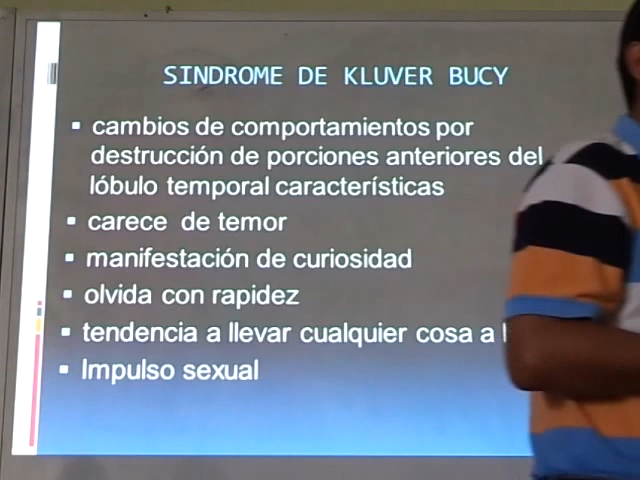 SINDROME DE KLUVER BUCY
▪ cambios de comportamientos por
destrucción de porciones anteriores del
lóbulo temporal características
▪ carece de temor
▪ manifestación de curiosidad
▪ olvida con rapidez
▪ tendencia a llevar cualquier cosa a
▪ Impulso sexual